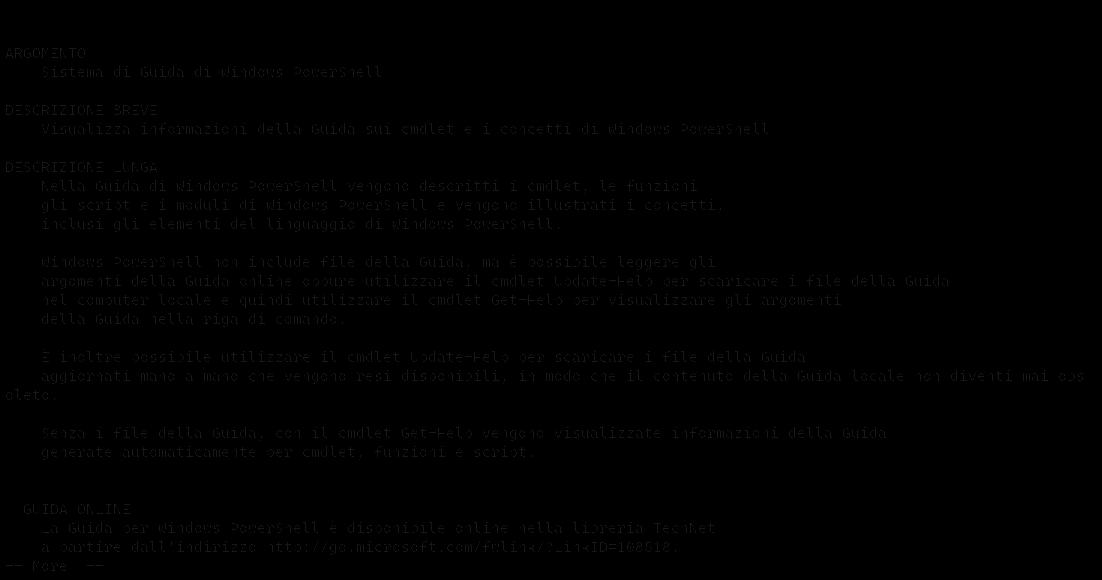 ARGOMENTO
Sistema di Guida di Windows PowerShell
DESCRIZIONE BREVE
Visualizza informazioni della Guida sui cmdlet e i concetti di Windows PowerShell
DESCRIZIONE LUNGA
Nella Guida di Windows PowerShell vengono descritti i cmdlet, le funzioni
gli script e i moduli di Windows PowerShell e vengono illustrati i concetti,
inclusi gli elementi del linguaggio di Windows PowerShell.
Windows PowerShell non include file della Guida, ma è possibile leggere gli
argomenti della Guida online oppure utilizzare il cmdlet Update-Help per scaricare i file della Guida
nel computer locale e quindi utilizzare il cmdlet Get-Help per visualizzare gli argomenti
della Guida nella riga di comando.
È inoltre possibile utilizzare il cmdlet Update-Help per scaricare i file della Guida
aggiornati mano a mano che vengono resi disponibili, in modo che il contenuto della Guida locale non diventi mai obs
oleto.
Senza i file della Guida, con il cmdlet Get-Help vengono visualizzate informazioni della Guida
generate automaticamente per cmdlet, funzioni e script.
GUIDA ONLINE
La Guida per Windows PowerShell è disponibile online nella libreria TechNet
a partire dall'indirizzo http://go.microsoft.com/fwlink/?LinkID=108518.
-- More  --